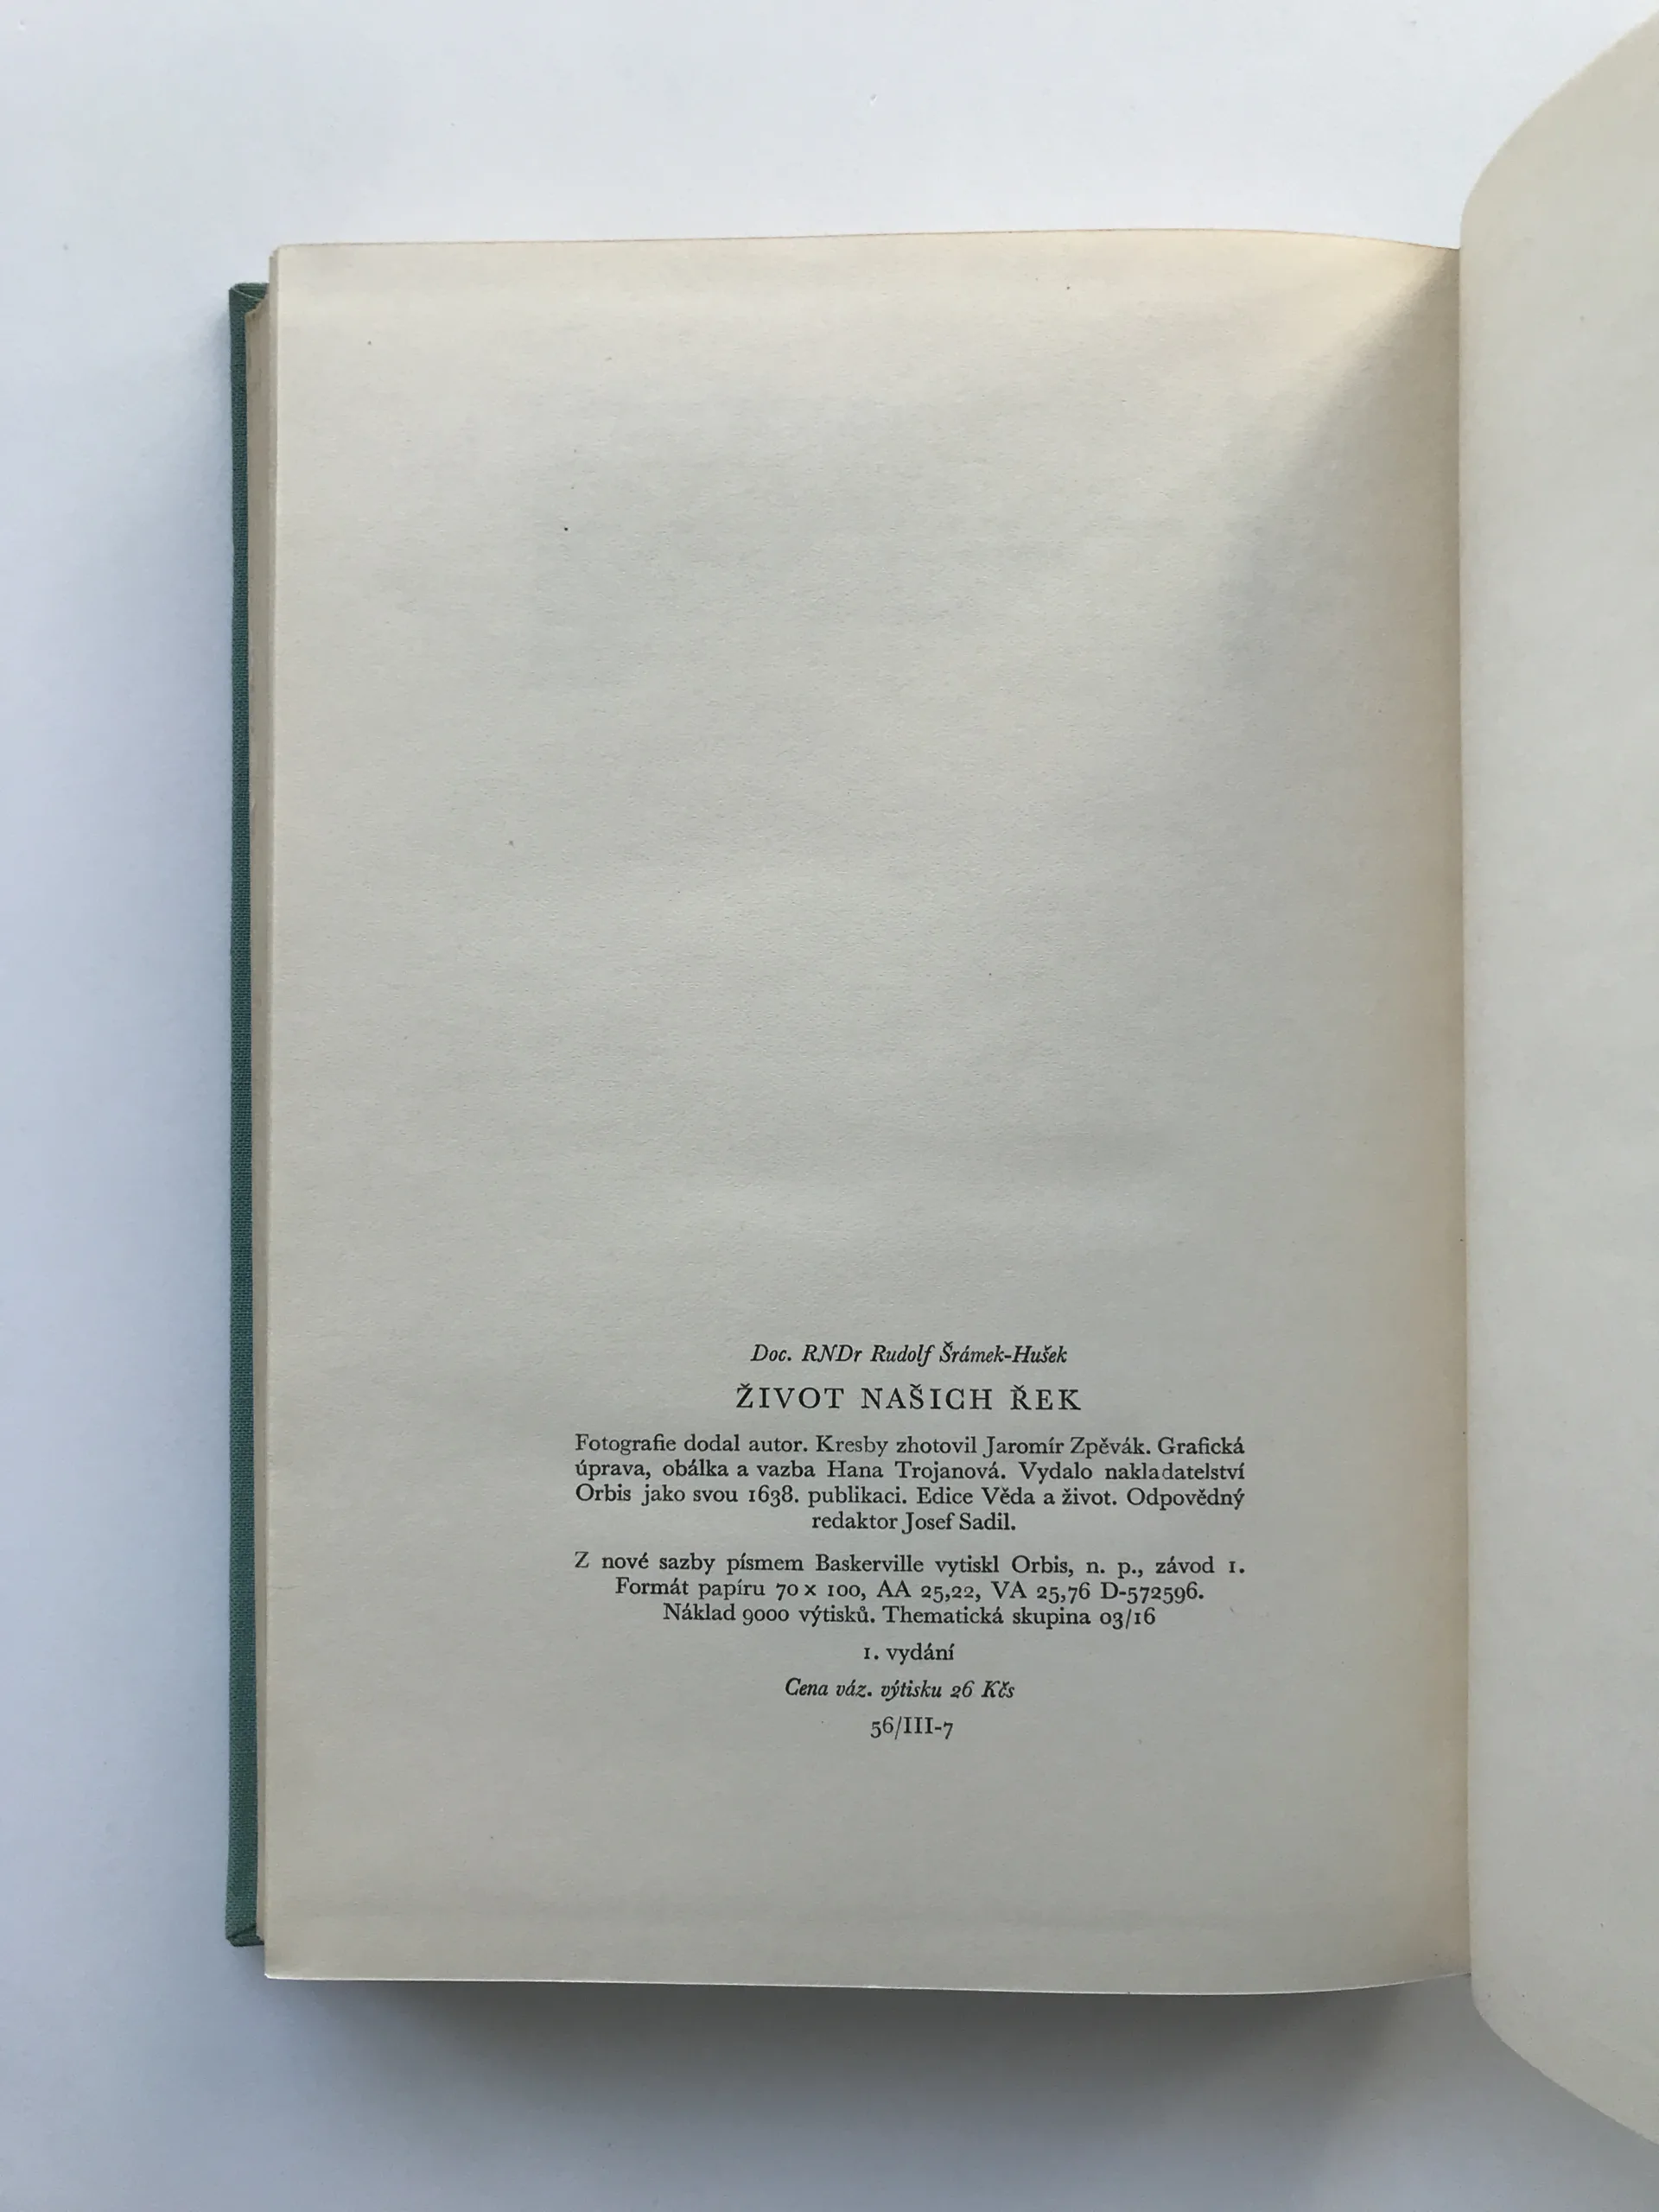 Doc. RNDr Rudolf Šrámek-Hušek
ŽIVOT NAŠICH ŘEK
Fotografie dodal autor. Kresby zhotovil Jaromír Zpěvák. Grafická
úprava, obálka a vazba Hana Trojanová. Vydalo nakladatelství
Orbis jako svou 1638. publikaci. Edice Věda a život. Odpovědný
redaktor Josef Sadil.
Z nové sazby písmem Baskerville vytiskl Orbis, n. p., závod 1.
Formát papíru 70 x 100, AA 25,22, VA 25,76 D-572596.
Náklad 9000 výtisků. Thematická skupina 03/16
1. vydání
Cena váz. výtisku 26 Kčs
56/III-7